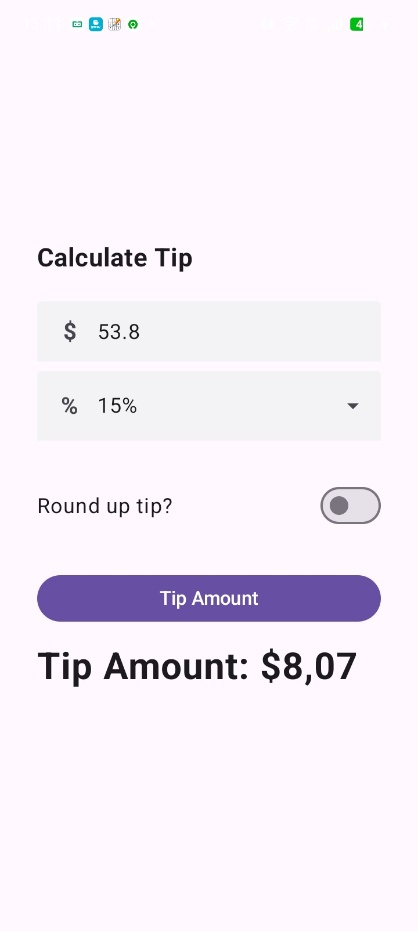 Calculate Tip
$ 53.8
% 15%
Round up tip?
Tip Amount
Tip Amount: $8,07